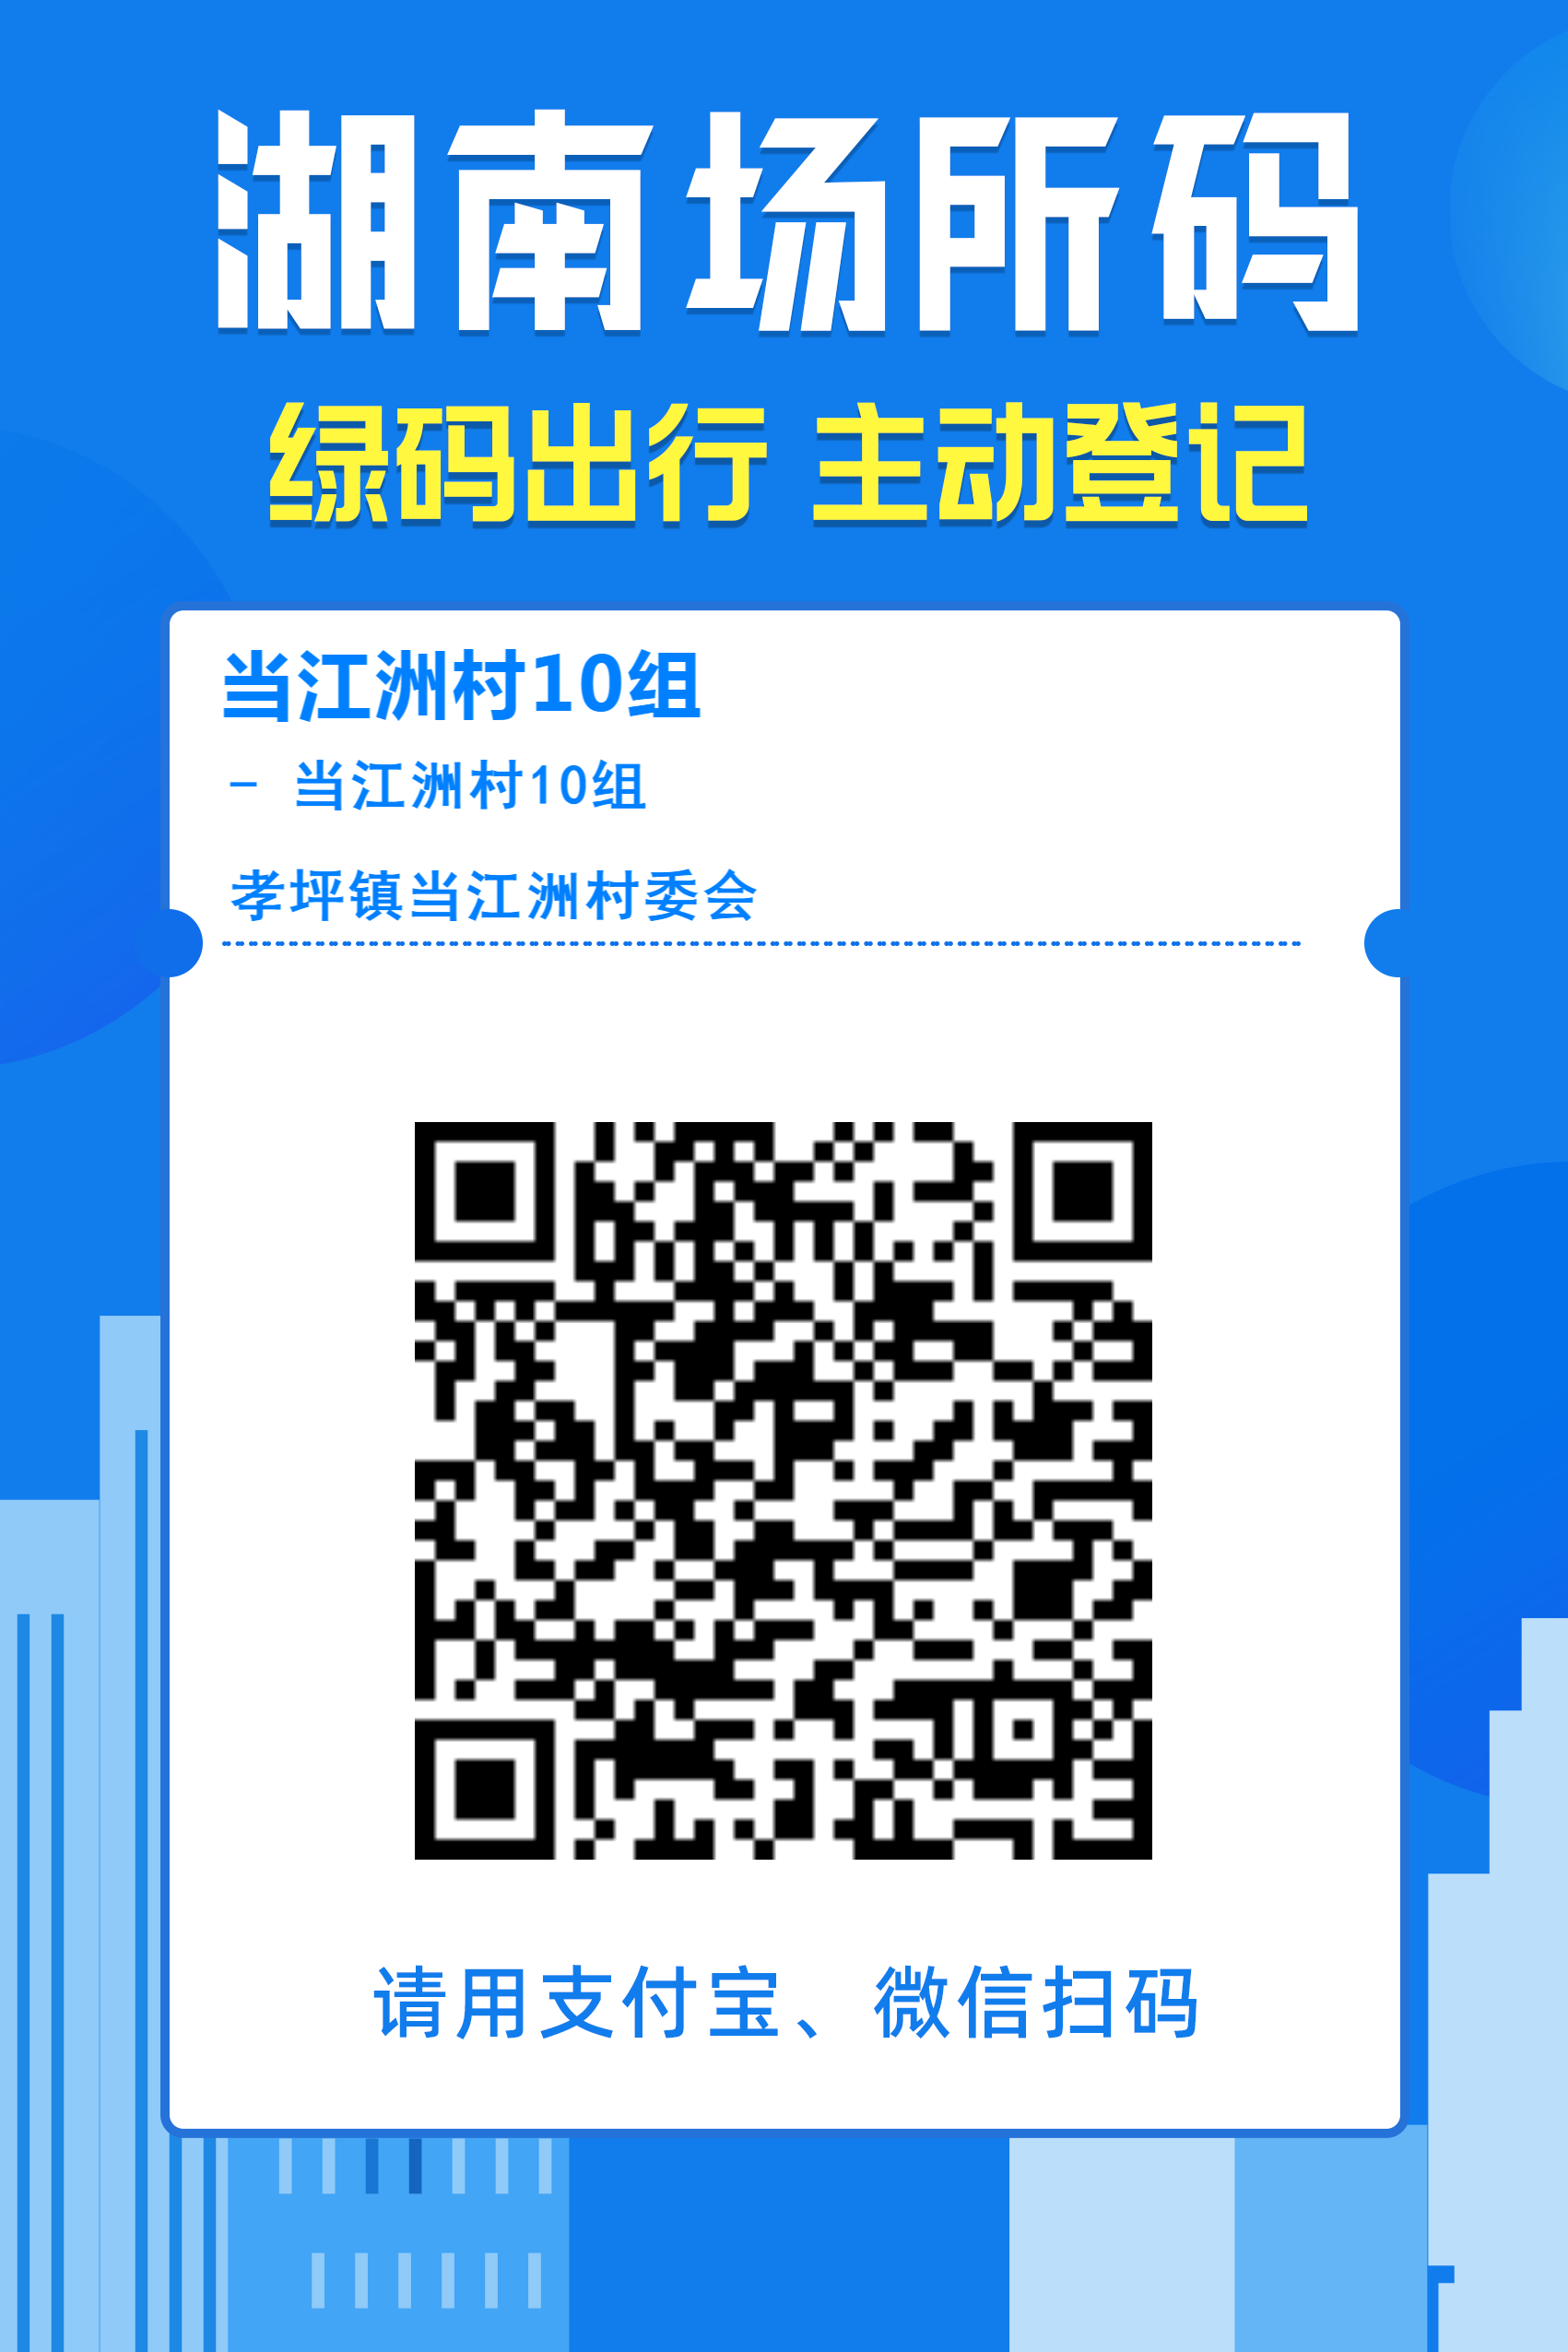 湖南场所码
绿码出行 主动登记
当江洲村10组
- 当江洲村10组
孝坪镇当江洲村委会
请用支付宝、微信扫码